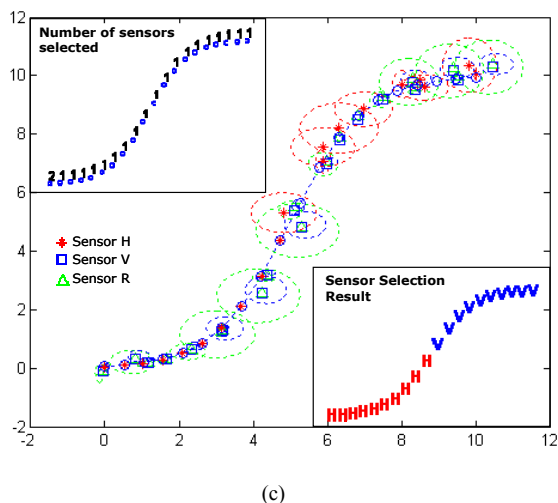 12
10
8
6
4
2
0
-2
-2
0
2
4
6
8
10
12
Number of sensors
selected
Sensor H
Sensor V
Sensor R
Sensor Selection
Result
H H H H H H H H H H V V V V V V V V V V V
(c)